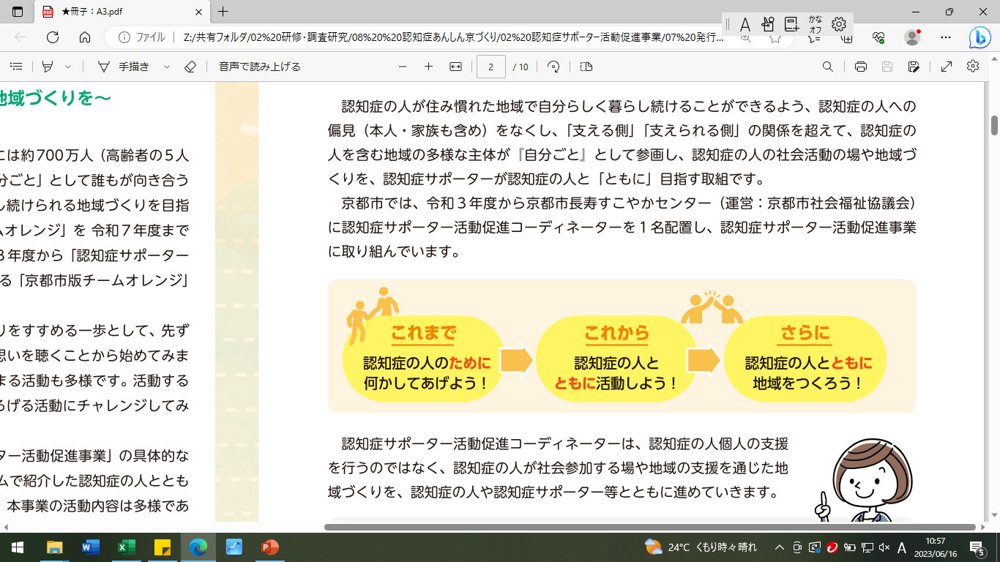 ★冊子：A3.pdf
A
かな
オフ
ファイル
Z:/共有フォルダ/02%20研修･調査研究/08%20%20認知症あんしん京づくり/02%20認知症サポーター活動促進事業/07%20発行...
手描き
音声で読み上げる
2 / 10
地域づくりを～
には約700万人（高齢者の５人
分ごと」として誰もが向き合う
し続けられる地域づくりを目指
ムオレンジ」を 令和７年度まで
３年度から「認知症サポーター
る「京都市版チームオレンジ」
りをすすめる一歩として、先ず
思いを聴くことから始めてみま
まる活動も多様です。活動する
ろげる活動にチャレンジしてみ
ター活動促進事業」の具体的な
ムで紹介した認知症の人ととも
本事業の活動内容は多様であ
認知症の人が住み慣れた地域で自分らしく暮らし続けることができるよう、認知症の人への
偏見（本人・家族も含め）をなくし、「支える側」「支えられる側」の関係を超えて、認知症の
人を含む地域の多様な主体が『自分ごと』として参画し、認知症の人の社会活動の場や地域づ
くりを、認知症サポーターが認知症の人と「ともに」目指す取組です。
京都市では、令和３年度から京都市長寿すこやかセンター（運営：京都市社会福祉協議会）
に認知症サポーター活動促進コーディネーターを１名配置し、認知症サポーター活動促進事業
に取り組んでいます。
これまで
認知症の人のために
何かしてあげよう！
これから
認知症の人と
ともに活動しよう！
さらに
認知症の人とともに
地域をつくろう！
認知症サポーター活動促進コーディネーターは、認知症の人個人の支援
を行うのではなく、認知症の人が社会参加する場や地域の支援を通じた地
域づくりを、認知症の人や認知症サポーター等とともに進めていきます。
24°C くもり時々晴れ
A
10:57
2023/06/16
5